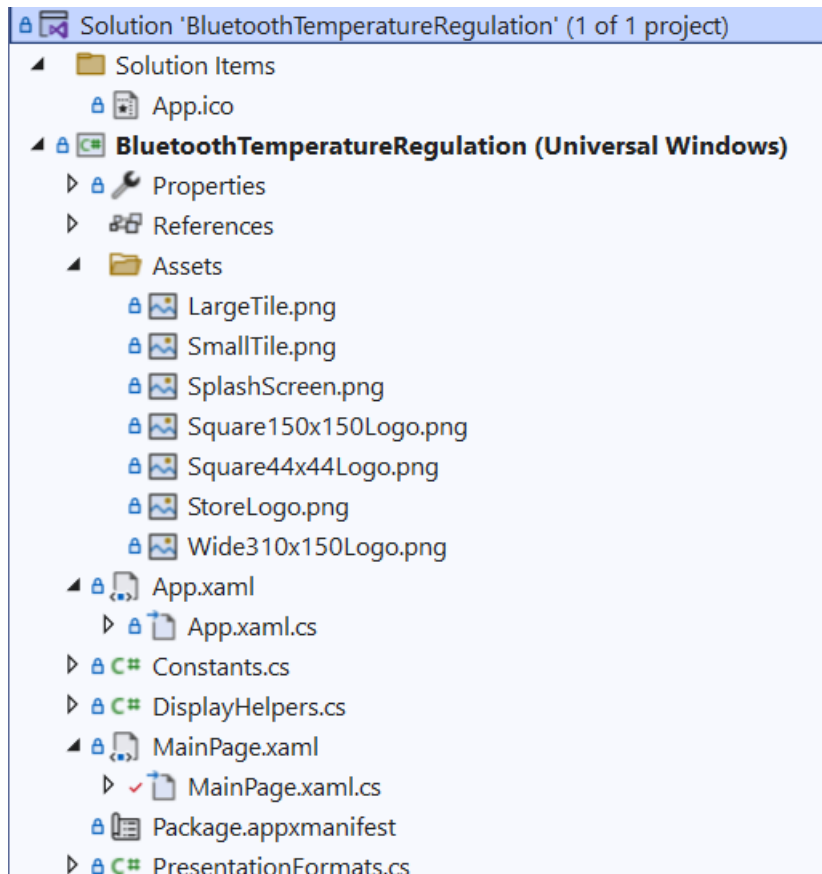 Solution 'BluetoothTemperatureRegulation' (1 of 1 project)
Solution Items
App.ico
C# BluetoothTemperatureRegulation (Universal Windows)
Properties
References
Assets
LargeTile.png
SmallTile.png
SplashScreen.png
Square150x150Logo.png
Square44x44Logo.png
StoreLogo.png
Wide310x150Logo.png
App.xaml
App.xaml.cs
C# Constants.cs
C# DisplayHelpers.cs
MainPage.xaml
MainPage.xaml.cs
Package.appxmanifest
C# PresentationFormats.cs